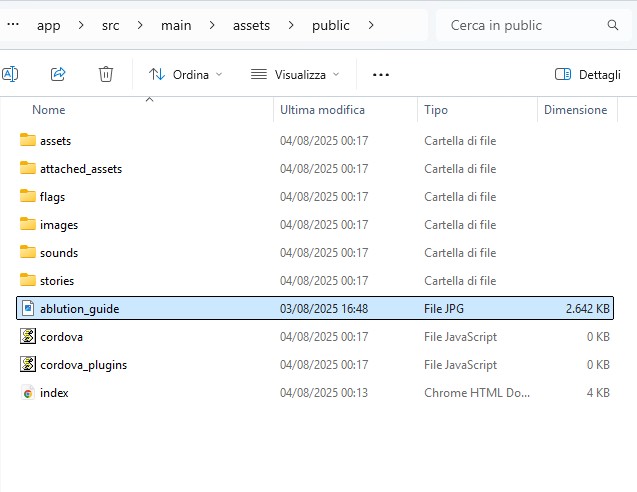 ... app > src > main > assets > public > Cerca in public
Ordina Visualizza ... Dettagli
Nome Ultima modifica Tipo Dimensione
assets 04/08/2025 00:17 Cartella di file
attached_assets 04/08/2025 00:17 Cartella di file
flags 04/08/2025 00:17 Cartella di file
images 04/08/2025 00:17 Cartella di file
sounds 04/08/2025 00:17 Cartella di file
stories 04/08/2025 00:17 Cartella di file
ablution_guide 03/08/2025 16:48 File JPG 2.642 KB
cordova 04/08/2025 00:17 File JavaScript 0 KB
cordova_plugins 04/08/2025 00:17 File JavaScript 0 KB
index 04/08/2025 00:13 Chrome HTML Do... 4 KB